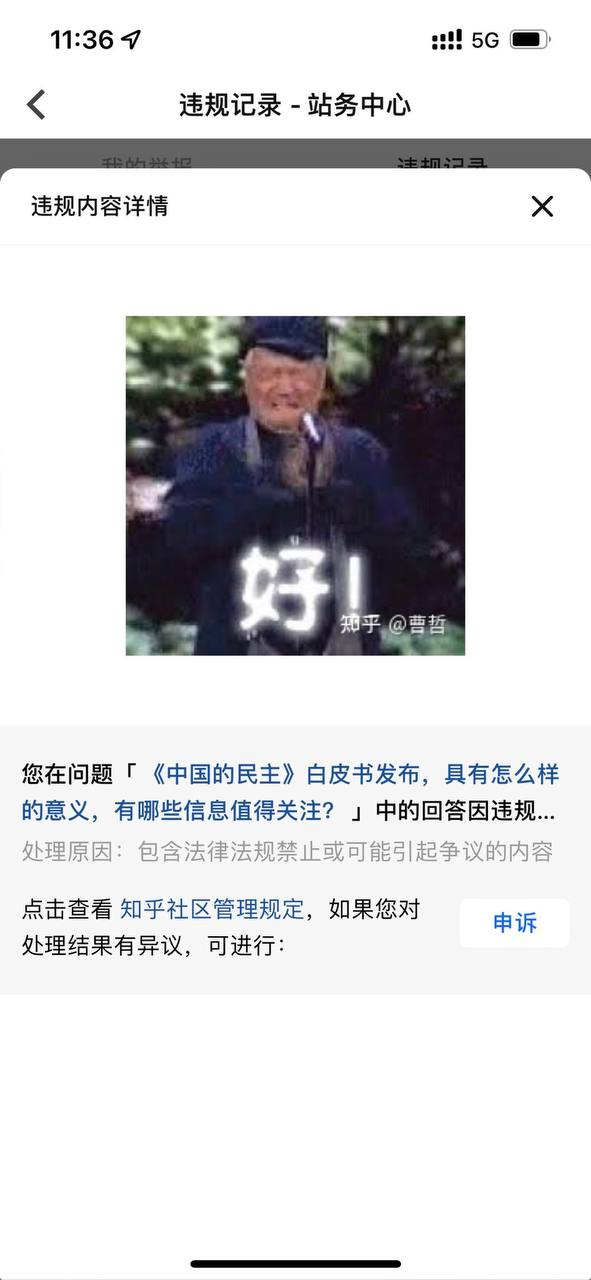 11:36
5G
违规记录 - 站务中心
我的举报
违规记录
违规内容详情
好!
知乎 @曹哲
您在问题「 《中国的民主》白皮书发布，具有怎么样
的意义，有哪些信息值得关注？ 」中的回答因违规...
处理原因：包含法律法规禁止或可能引起争议的内容
点击查看 知乎社区管理规定，如果您对
处理结果有异议，可进行：
申诉